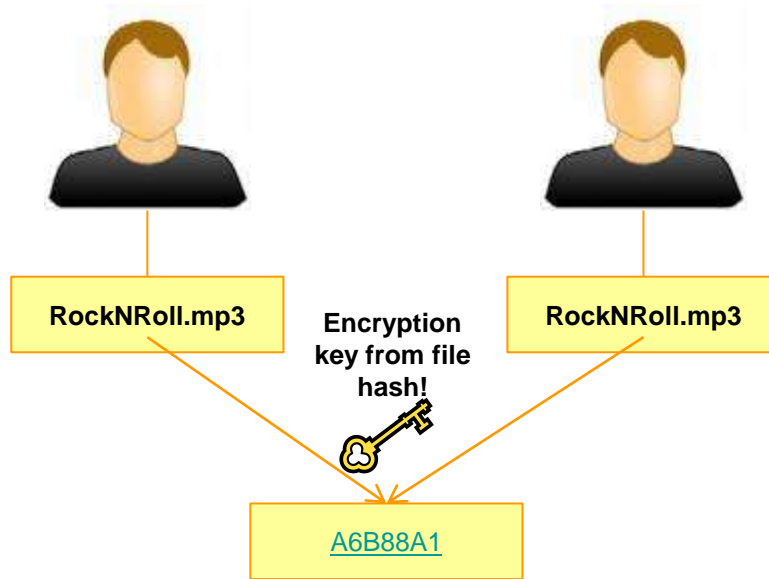 RockNRoll.mp3
RockNRoll.mp3
Encryption
key from file
hash!
A6B88A1